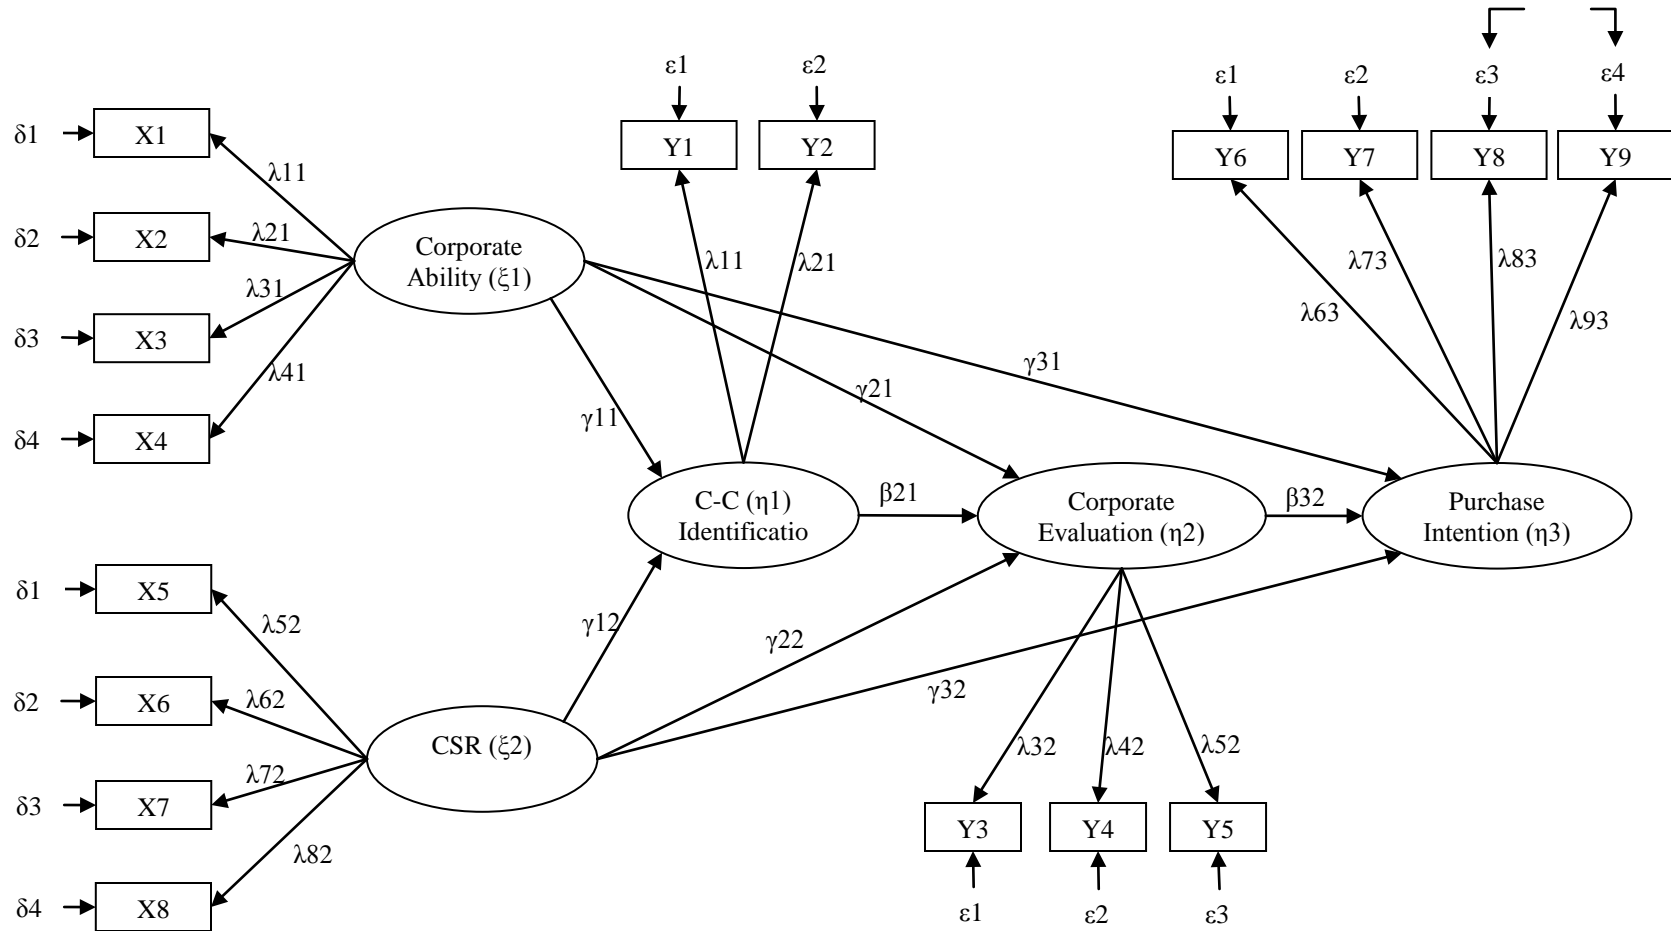 ε1
ε2
ε1
ε2
ε3
ε4
δ1
X1
Y1
Y2
Y6
Y7
Y8
Y9
λ11
δ2
X2
λ21
Corporate
Ability (ξ1)
λ11
λ21
λ73
λ83
λ31
λ63
λ93
δ3
X3
λ41
γ31
γ21
γ11
δ4
X4
C-C (η1)
Identificatio
β21
Corporate
Evaluation (η2)
β32
Purchase
Intention (η3)
δ1
X5
λ52
γ12
γ22
δ2
X6
λ62
γ32
CSR (ξ2)
λ32
λ42
λ52
λ72
δ3
X7
Y3
Y4
Y5
λ82
δ4
X8
ε1
ε2
ε3